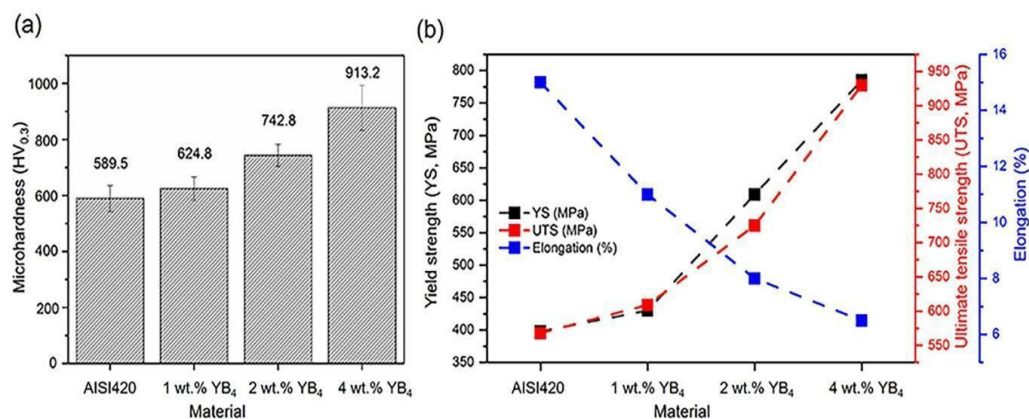 (a)
Microhardness (HV0.3)
1000
800
600
400
200
0
589.5
624.8
742.8
913.2
AISI420
1 wt.% YB4
2 wt.% YB4
4 wt.% YB4
Material
(b)
Yield strength (YS, MPa)
800
750
700
650
600
550
500
450
400
350
YS (MPa)
UTS (MPa)
Elongation (%)
AISI420
1 wt.% YB4
2 wt.% YB4
4 wt.% YB4
Material
950
900
850
800
750
700
650
600
550
Ultimate tensile strength (UTS, MPa)
16
14
12
10
8
6
Elongation (%)